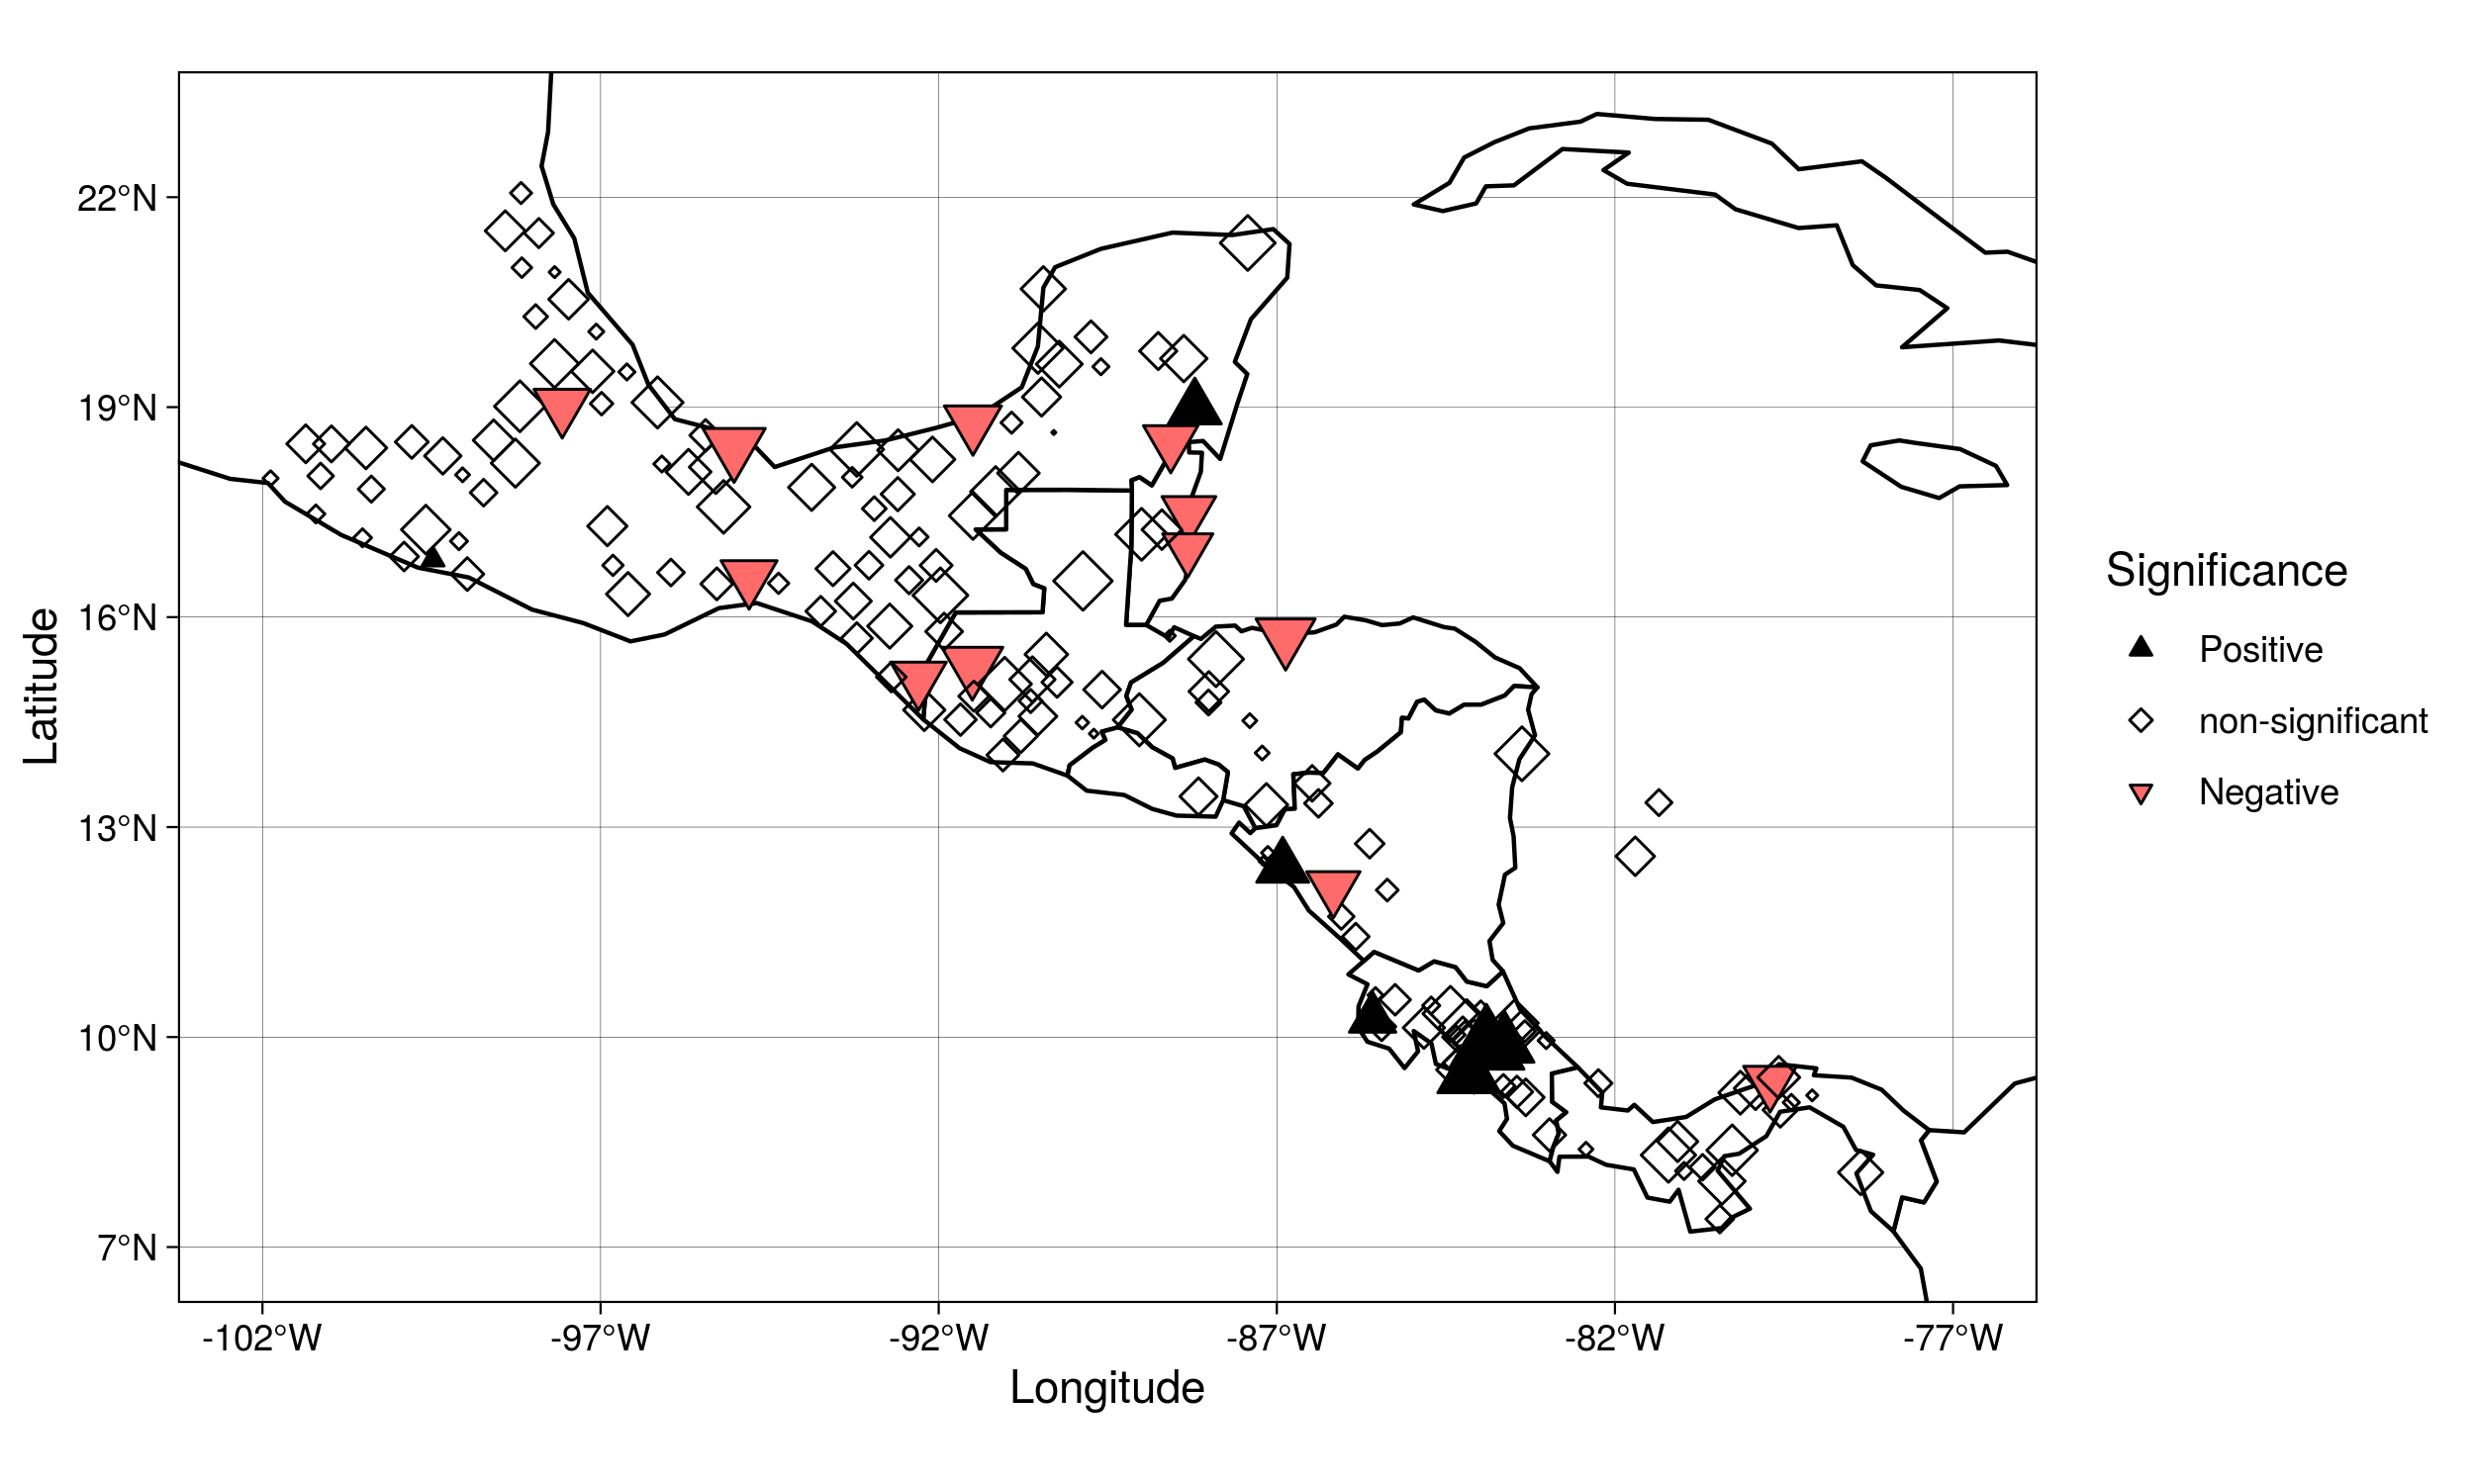 22°N
19°N
16°N
13°N
10°N
7°N
Latitude
-102°W
-97°W
-92°W
-87°W
-82°W
-77°W
Longitude
Significance
Positive
non-significant
Negative